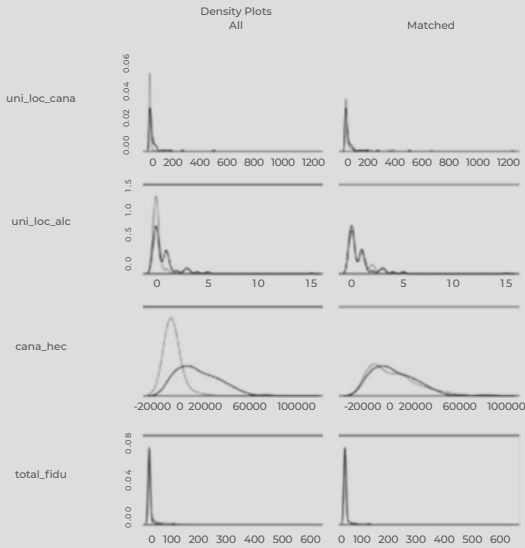 Density Plots
All
Matched
uni_loc_cana
0.00 0.02 0.04 0.06
0 200 400 600 800 1000 1200
0 200 400 600 800 1000 1200
uni_loc_alc
0.0 0.5 1.0 1.5
0 5 10 15
0 5 10 15
cana_hec
-20000 0 20000 60000 100000
-20000 0 20000 60000 100000
total_fidu
0.00 0.04 0.08
0 100 200 300 400 500 600
0 100 200 300 400 500 600